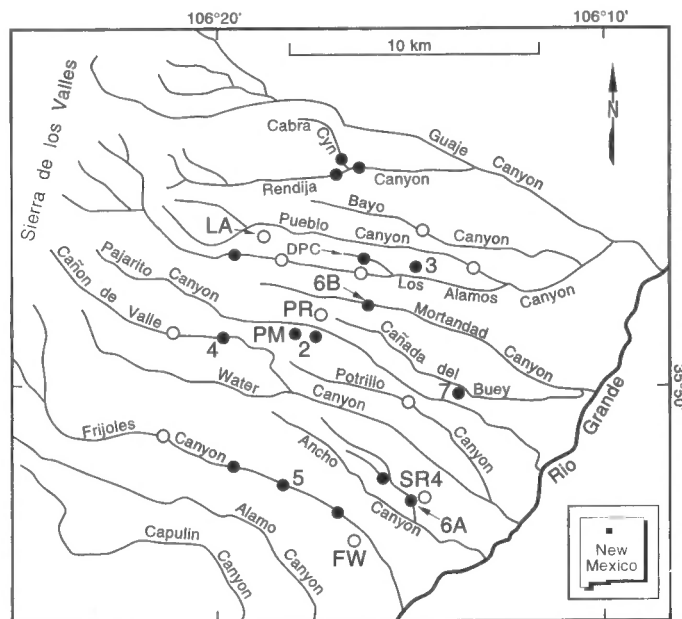 106°20'
106°10'
10 km
N
Sierra de los Valles
Cabra
Cyn
Guaje
Canyon
Rendija
Canyon
Bayo
Canyon
LA
Pueblo
Canyon
DPC
3
Los
Alamos
Canyon
Cañon de Valle
Pajarito
Canyon
6B
Mortandad
Canyon
PR
PM
2
4
Cañada del
Buey
7
Water
Canyon
Potrillo
Canyon
35°50'
Rio Grande
Frijoles
Canyon
5
Ancho
Canyon
SR4
6A
FW
Capulin
Canyon
Alamo
Canyon
New
Mexico